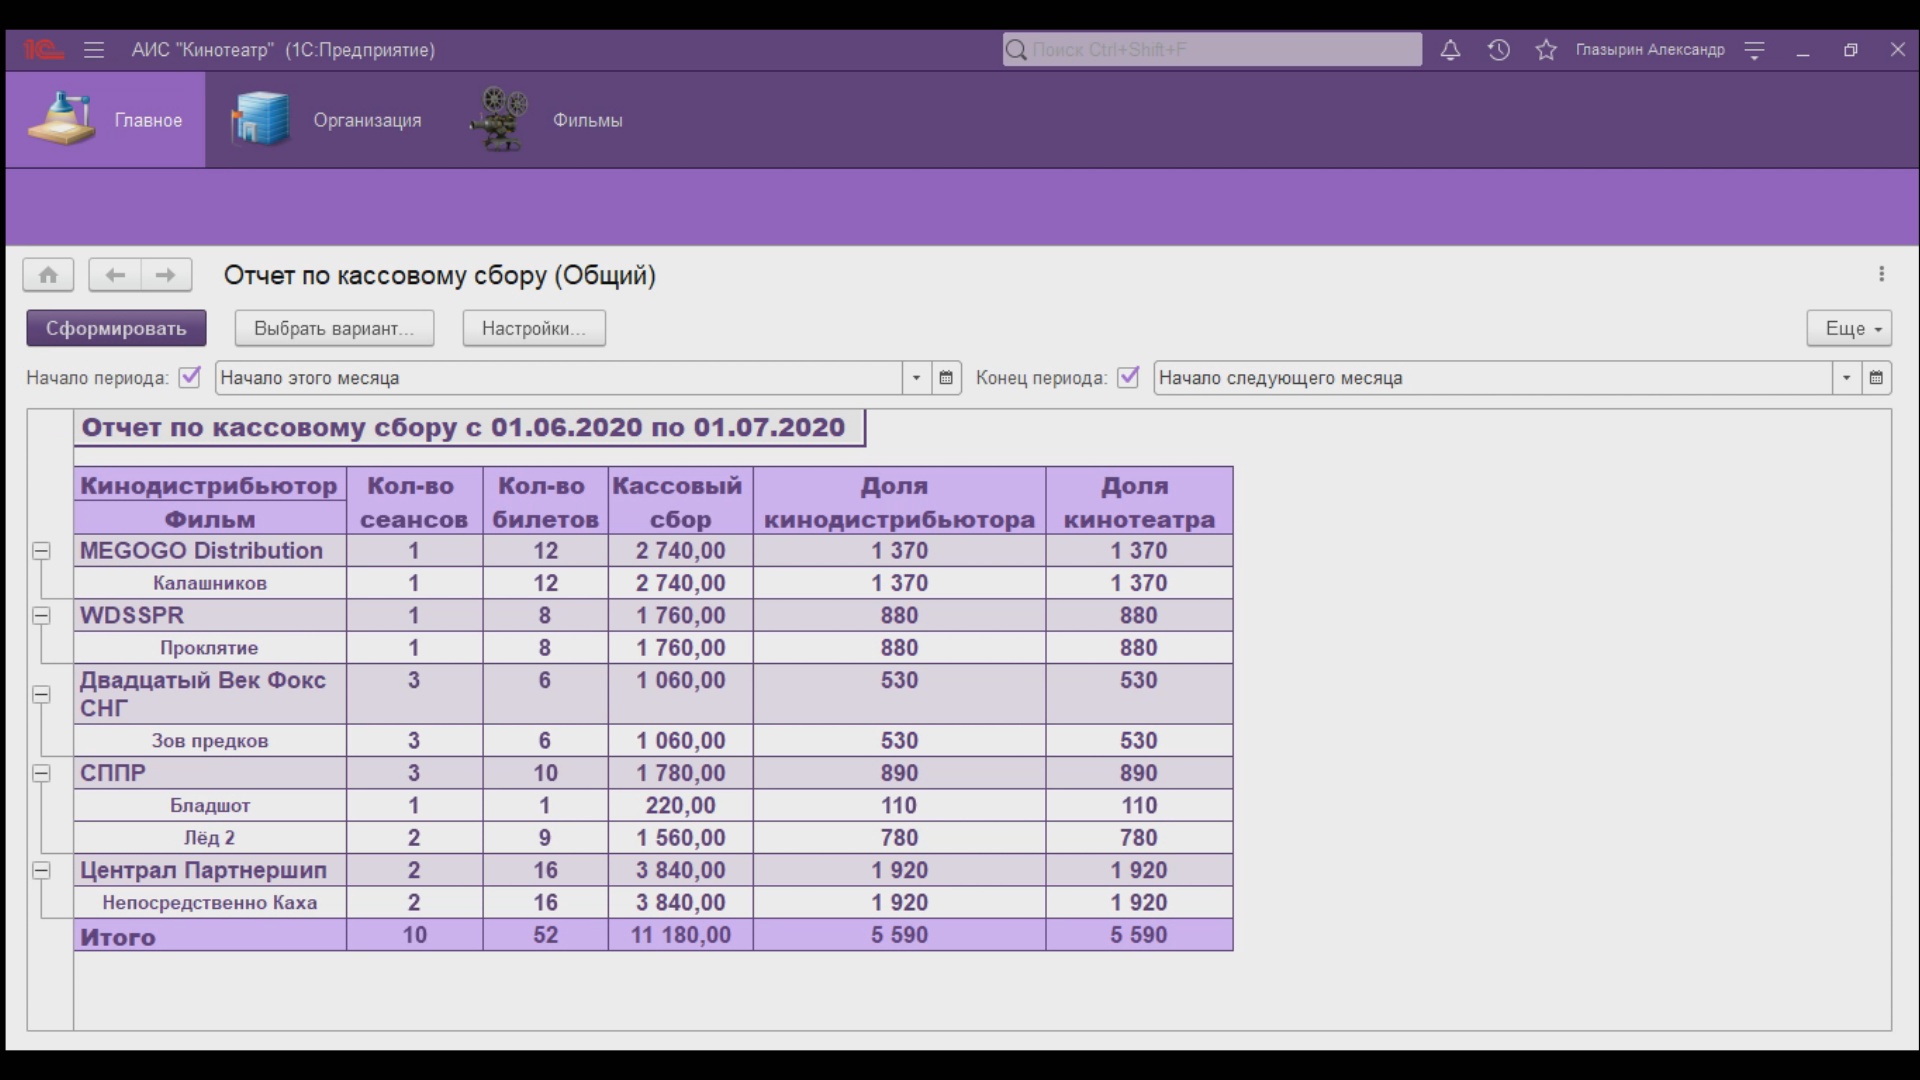 1С АИС "Кинотеатр" (1С:Предприятие) Поиск Ctrl+Shift+F Глазырин Александр
Главное Организация Фильмы
Отчет по кассовому сбору (Общий)
Сформировать Выбрать вариант... Настройки... Еще
Начало периода: Начало этого месяца Конец периода: Начало следующего месяца
Отчет по кассовому сбору с 01.06.2020 по 01.07.2020
Кинодистрибьютор Кол-во Кол-во Кассовый Доля Доля
Фильм сеансов билетов сбор кинодистрибьютора кинотеатра
MEGOGO Distribution 1 12 2 740,00 1 370 1 370
Калашников 1 12 2 740,00 1 370 1 370
WDSSPR 1 8 1 760,00 880 880
Проклятие 1 8 1 760,00 880 880
Двадцатый Век Фокс 3 6 1 060,00 530 530
СНГ
Зов предков 3 6 1 060,00 530 530
СППР 3 10 1 780,00 890 890
Бладшот 1 1 220,00 110 110
Лёд 2 2 9 1 560,00 780 780
Централ Партнершип 2 16 3 840,00 1 920 1 920
Непосредственно Каха 2 16 3 840,00 1 920 1 920
Итого 10 52 11 180,00 5 590 5 590